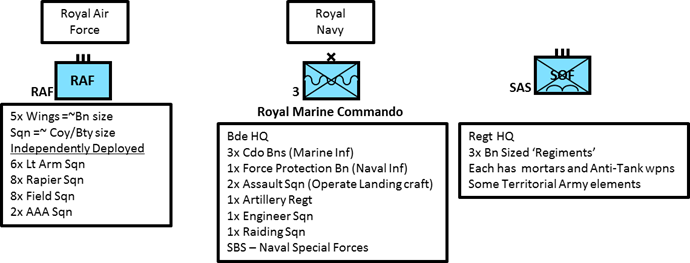 Royal Air
Force
Royal
Navy
RAF RAF
3
Royal Marine Commando
SAS SOF
5x Wings =~Bn size
Sqn =~ Coy/Bty size
Independently Deployed
6x Lt Arm Sqn
8x Rapier Sqn
8x Field Sqn
2x AAA Sqn
Bde HQ
3x Cdo Bns (Marine Inf)
1x Force Protection Bn (Naval Inf)
2x Assault Sqn (Operate Landing craft)
1x Artillery Regt
1x Engineer Sqn
1x Raiding Sqn
SBS – Naval Special Forces
Regt HQ
3x Bn Sized ‘Regiments’
Each has  mortars and Anti-Tank wpns
Some Territorial Army elements